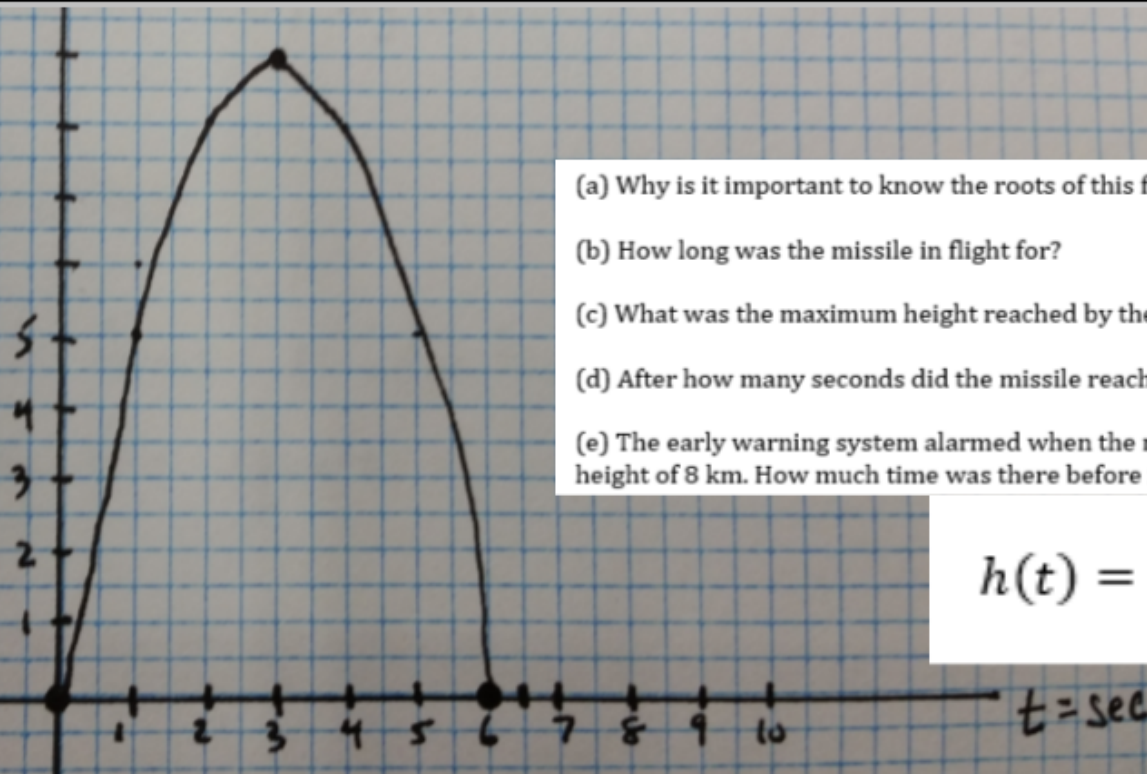 5
4
3
2
1
1 2 3 4 5 6 7 8 9 10
t = sec
(a) Why is it important to know the roots of this f
(b) How long was the missile in flight for?
(c) What was the maximum height reached by the
(d) After how many seconds did the missile reach
(e) The early warning system alarmed when the
height of 8 km. How much time was there before
h(t) =